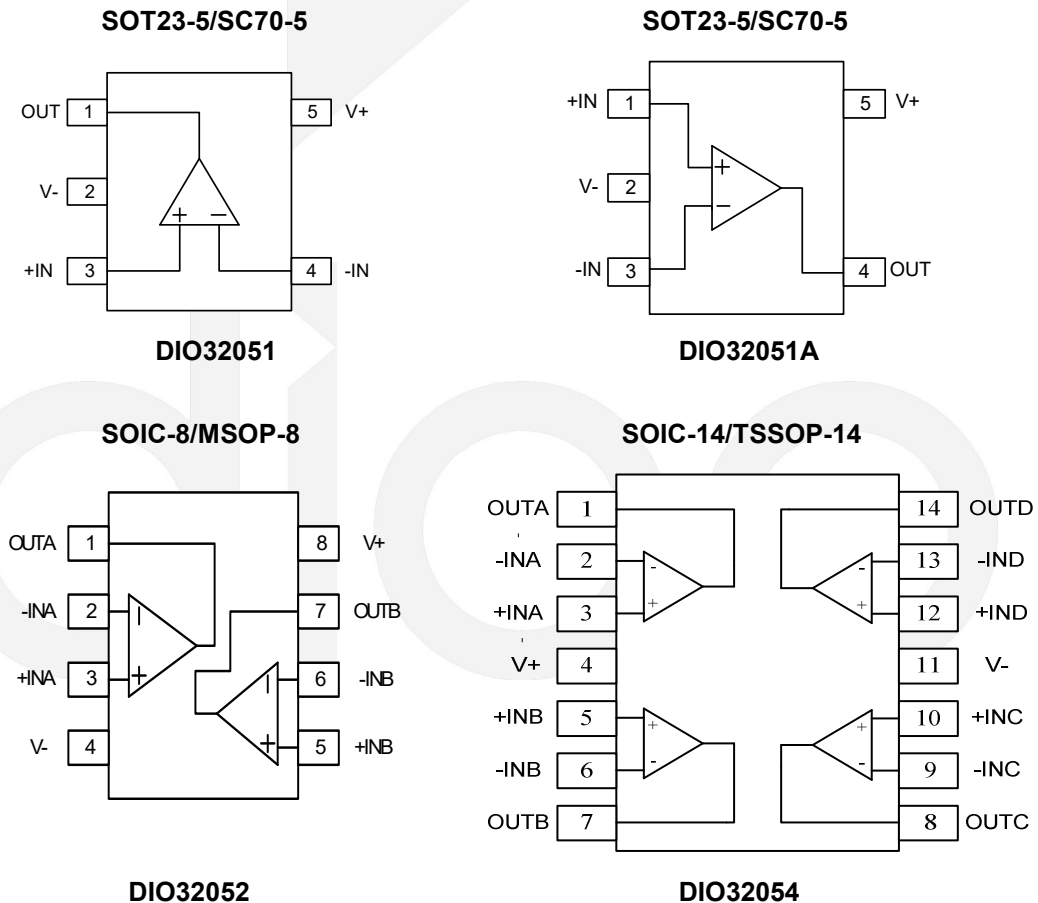 SOT23-5/SC70-5
OUT 1 5 V+
V- 2
+ −
+IN 3 4 -IN
DIO32051
SOT23-5/SC70-5
+IN 1 5 V+
+
V- 2
−
-IN 3 4 OUT
DIO32051A
SOIC-8/MSOP-8
OUTA 1 8 V+
-INA 2 − 7 OUTB
+INA 3 + − 6 -INB
V- 4 + 5 +INB
DIO32052
SOIC-14/TSSOP-14
OUTA 1 14 OUTD
-INA 2 - - 13 -IND
+INA 3 + + 12 +IND
V+ 4 11 V-
+INB 5 + + 10 +INC
-INB 6 - - 9 -INC
OUTB 7 8 OUTC
DIO32054
dioo